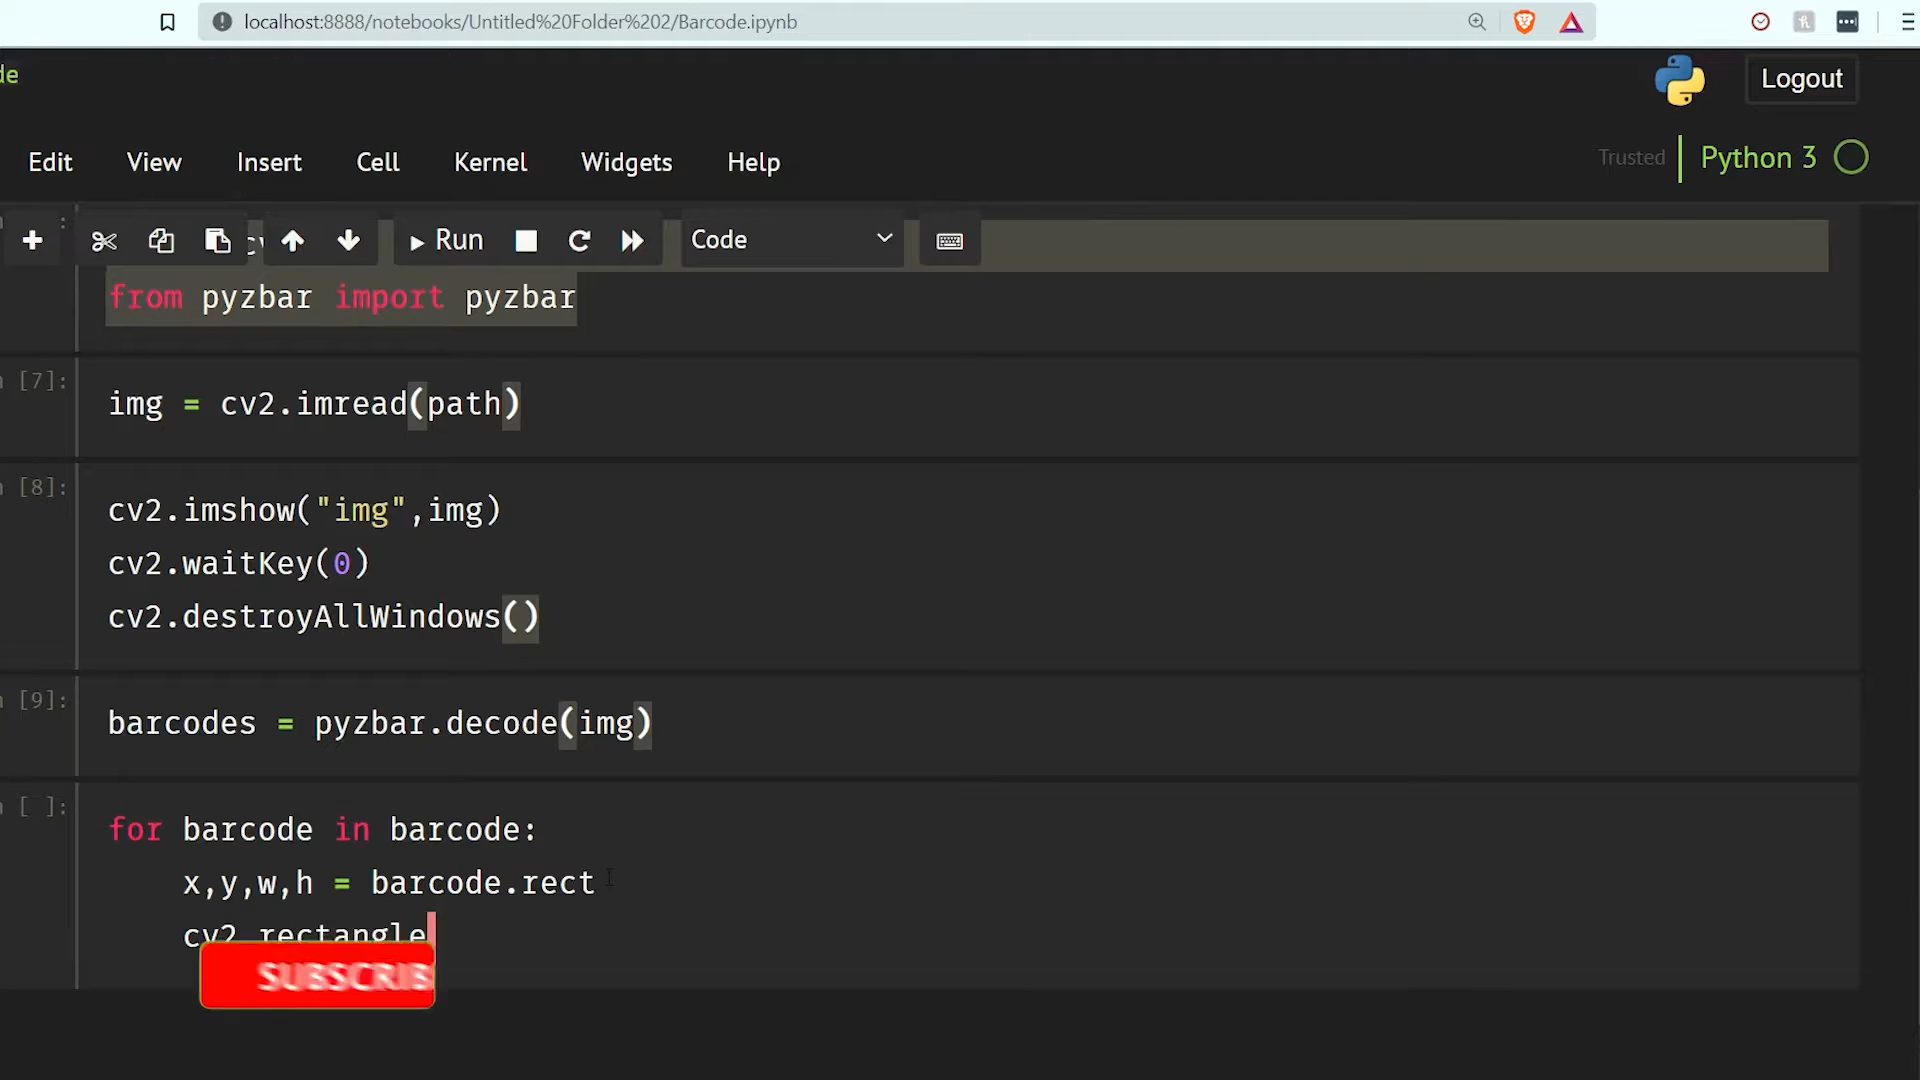 localhost:8888/notebooks/Untitled%20Folder%202/Barcode.ipynb
de
Logout
Edit View Insert Cell Kernel Widgets Help
Trusted Python 3
Run Code
from pyzbar import pyzbar
[7]:
img = cv2.imread(path)
[8]:
cv2.imshow("img",img)
cv2.waitKey(0)
cv2.destroyAllWindows()
[9]:
barcodes = pyzbar.decode(img)
[ ]:
for barcode in barcode:
x,y,w,h = barcode.rect
cv2.rectangle
SUBSCRIB